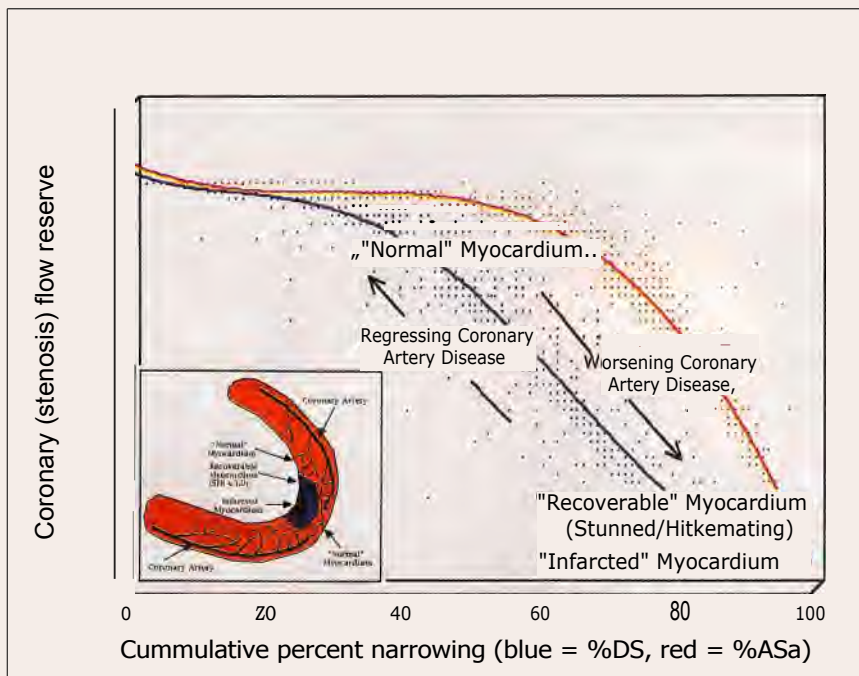 Coronary (stenosis) flow reserve
„"Normal" Myocardium..
Regressing Coronary
Artery Disease
Worsening Coronary
Artery Disease,
"Recoverable" Myocardium
(Stunned/Hitkemating)
"Infarcted" Myocardium
Coronary Artery
"Normal"
Myocardium
Recoverable
Infarcted
Myocardium
"Normal"
Myocardium
Coronary Artery
0 20 40 60 80 100
Cummulative percent narrowing (blue = %DS, red = %ASa)